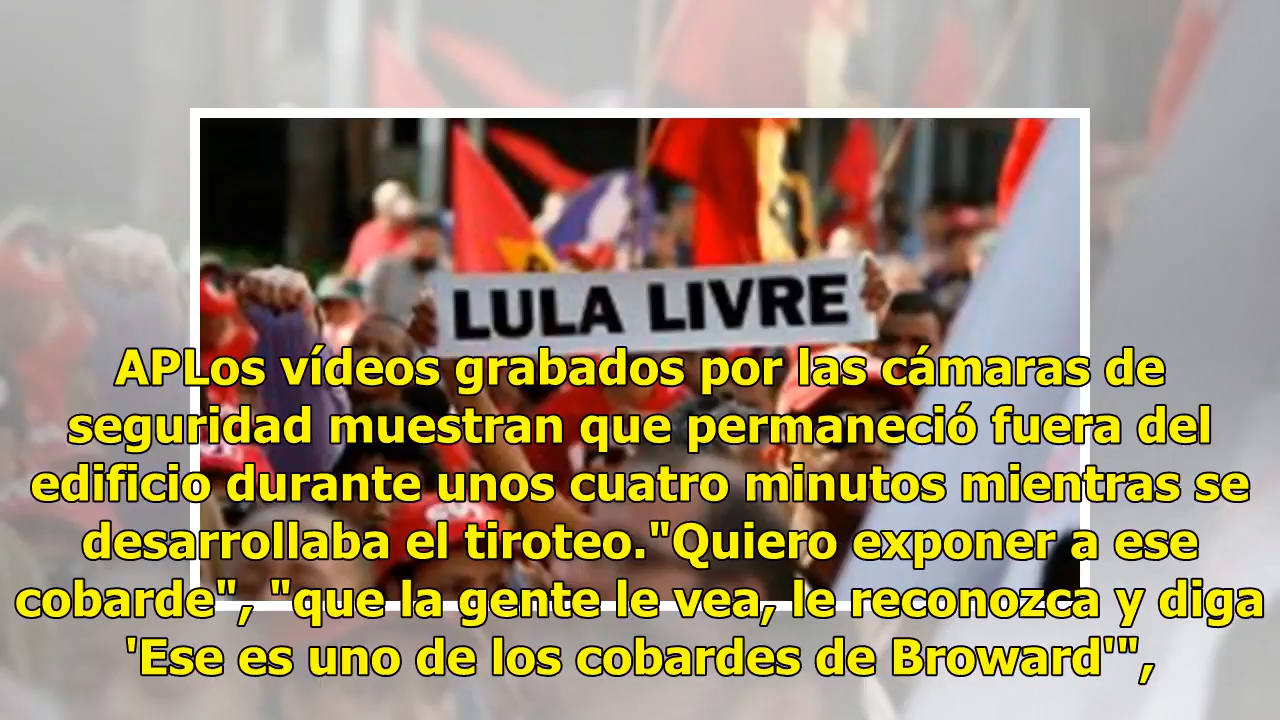 LULA LIVRE
APLos vídeos grabados por las cámaras de
seguridad muestran que permaneció fuera del
edificio durante unos cuatro minutos mientras se
desarrollaba el tiroteo."Quiero exponer a ese
cobarde", "que la gente le vea, le reconozca y diga
'Ese es uno de los cobardes de Broward'",